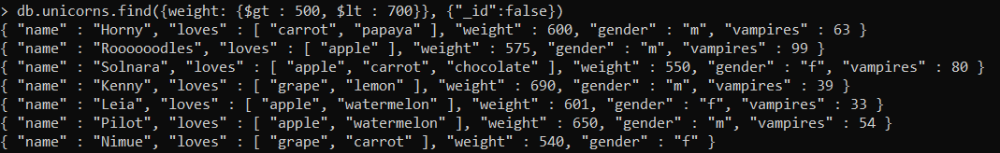 > db.unicorns.find({weight: {$gt : 500, $lt : 700}}, {"_id":false})
{ "name" : "Horny", "loves" : [ "carrot", "papaya" ], "weight" : 600, "gender" : "m", "vampires" : 63 }
{ "name" : "Roooooodles", "loves" : [ "apple" ], "weight" : 575, "gender" : "m", "vampires" : 99 }
{ "name" : "Solnara", "loves" : [ "apple", "carrot", "chocolate" ], "weight" : 550, "gender" : "f", "vampires" : 80 }
{ "name" : "Kenny", "loves" : [ "grape", "lemon" ], "weight" : 690, "gender" : "m", "vampires" : 39 }
{ "name" : "Leia", "loves" : [ "apple", "watermelon" ], "weight" : 601, "gender" : "f", "vampires" : 33 }
{ "name" : "Pilot", "loves" : [ "apple", "watermelon" ], "weight" : 650, "gender" : "m", "vampires" : 54 }
{ "name" : "Nimue", "loves" : [ "grape", "carrot" ], "weight" : 540, "gender" : "f" }